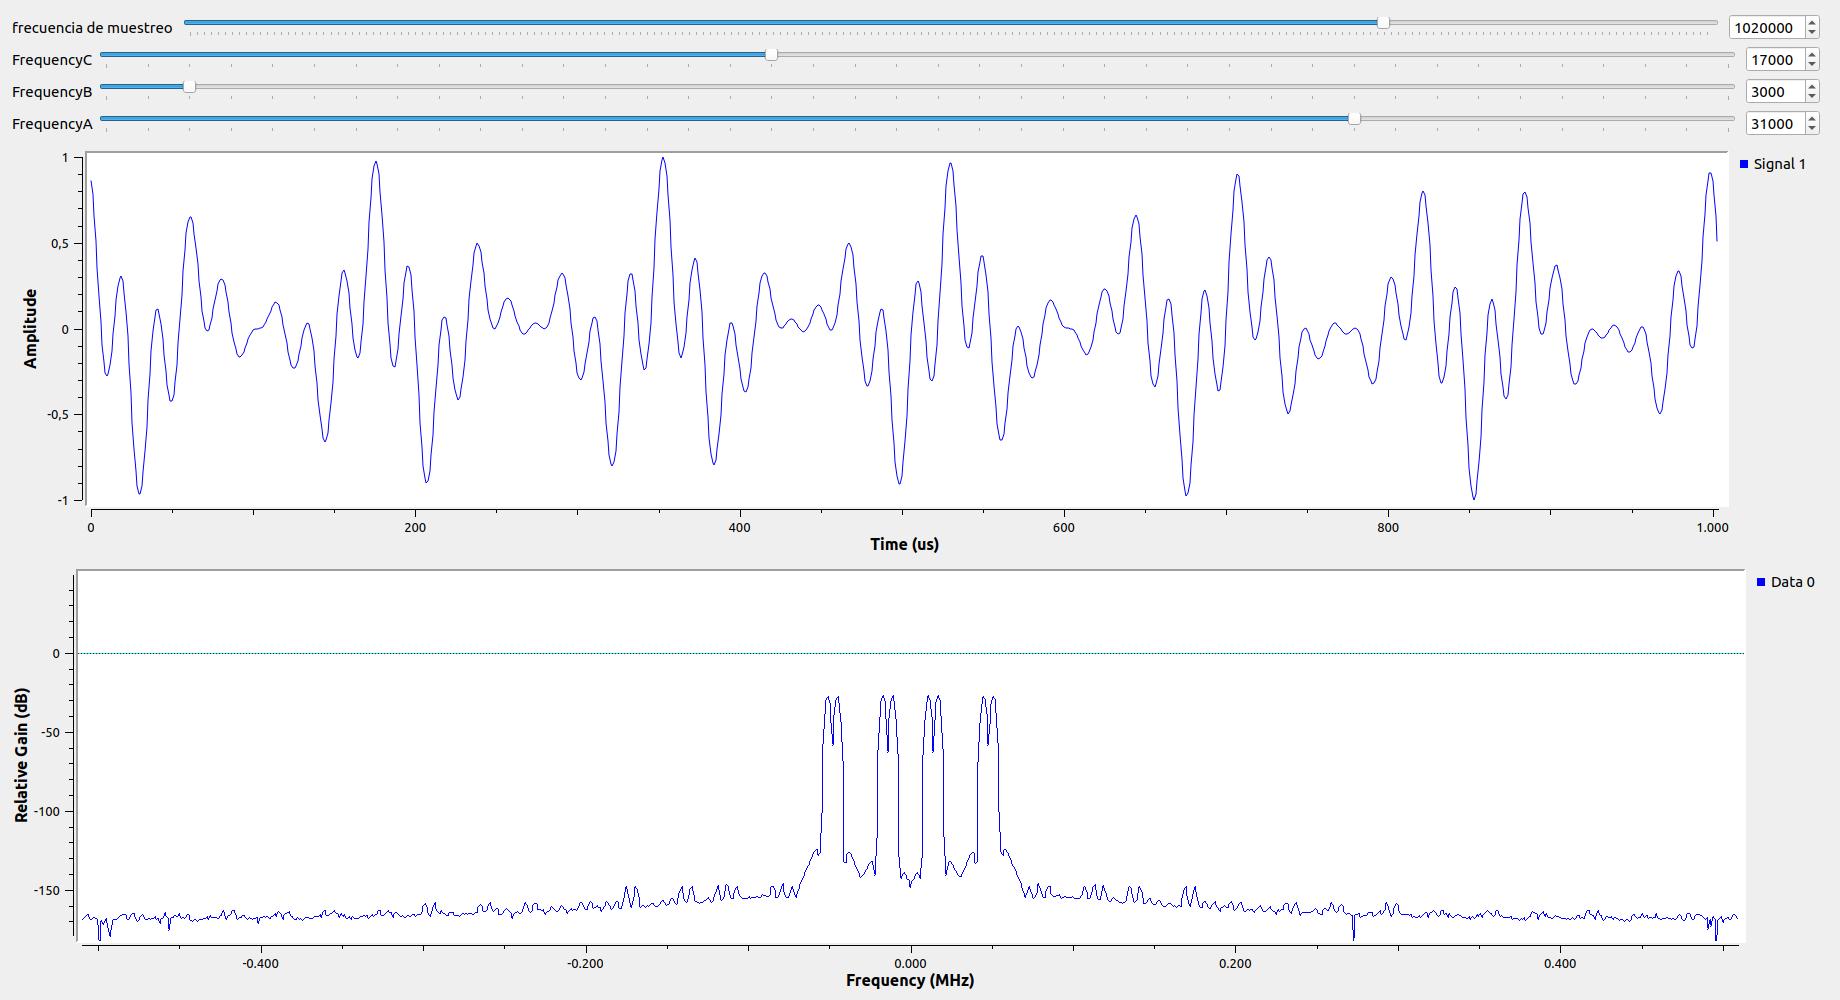 frecuencia de muestreo 1020000
FrequencyC 17000
FrequencyB 3000
FrequencyA 31000
Signal 1
Amplitude
1
0,5
0
-0,5
-1
0 200 400 600 800 1.000
Time (us)
Data 0
Relative Gain (dB)
0
-50
-100
-150
-0.400 -0.200 0.000 0.200 0.400
Frequency (MHz)